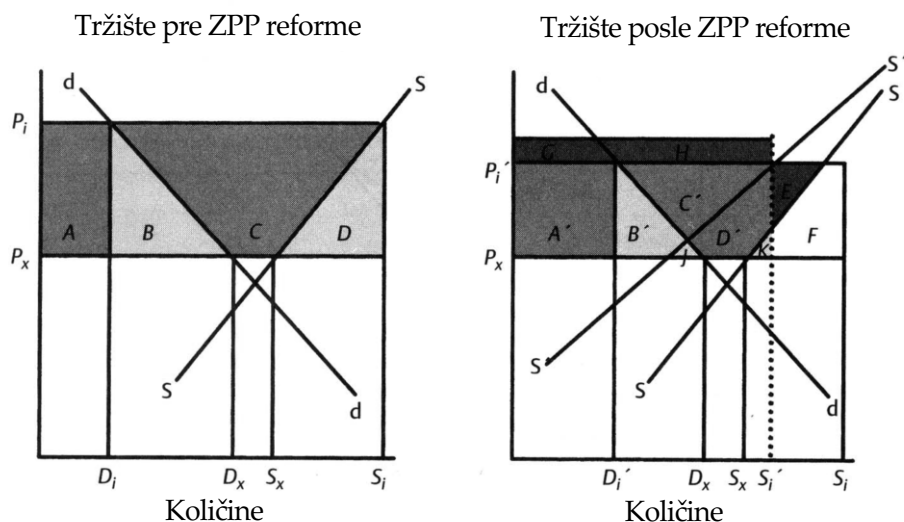 Tržište pre ZPP reforme
d
S
P_i
A
B
C
D
P_x
S
d
D_i
D_x
S_x
S_i
Količine
Tržište posle ZPP reforme
S´
d
S
G
H
P_i´
E
C´
A´
B´
D´
F
J
K
P_x
S´
S
d
D_i´
D_x
S_x
S_i´
S_i
Količine